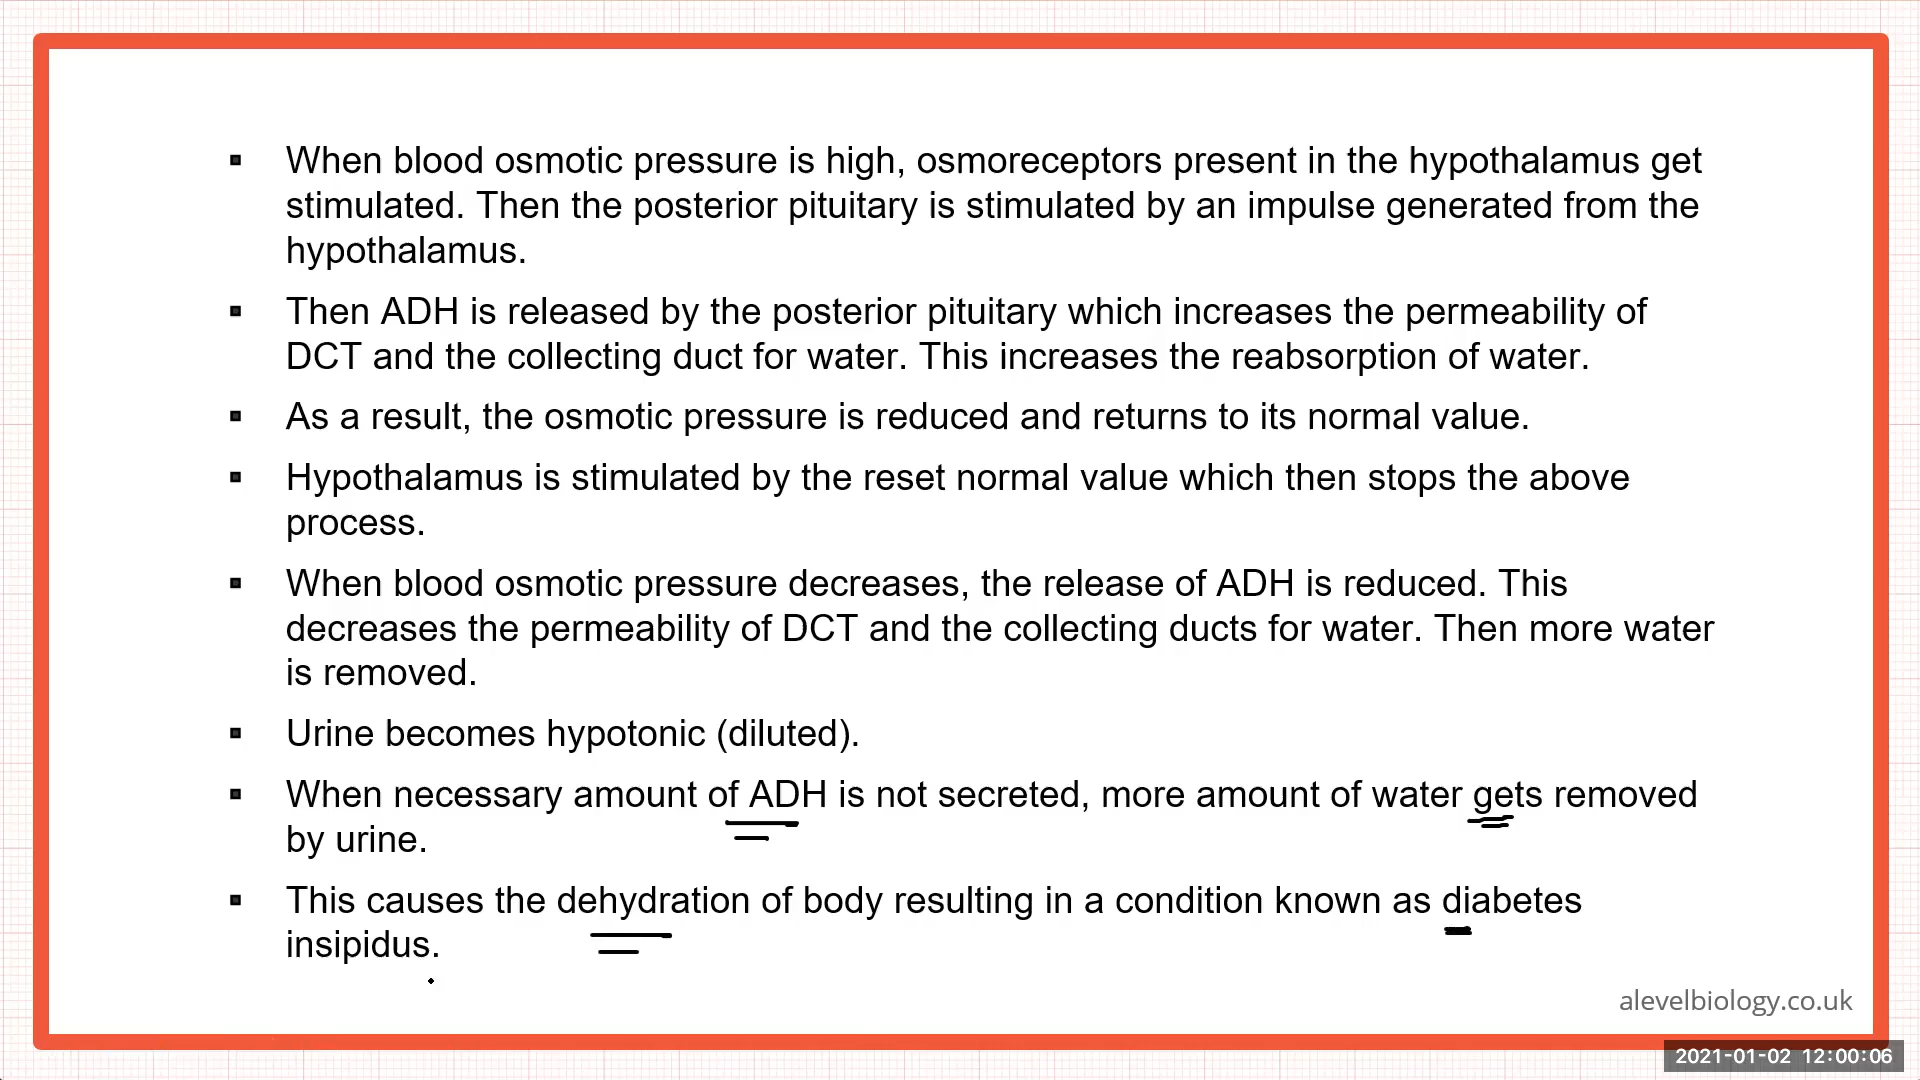 ▪ When blood osmotic pressure is high, osmoreceptors present in the hypothalamus get
stimulated. Then the posterior pituitary is stimulated by an impulse generated from the
hypothalamus.
▪ Then ADH is released by the posterior pituitary which increases the permeability of
DCT and the collecting duct for water. This increases the reabsorption of water.
▪ As a result, the osmotic pressure is reduced and returns to its normal value.
▪ Hypothalamus is stimulated by the reset normal value which then stops the above
process.
▪ When blood osmotic pressure decreases, the release of ADH is reduced. This
decreases the permeability of DCT and the collecting ducts for water. Then more water
is removed.
▪ Urine becomes hypotonic (diluted).
▪ When necessary amount of ADH is not secreted, more amount of water gets removed
by urine.
▪ This causes the dehydration of body resulting in a condition known as diabetes
insipidus.
alevelbiology.co.uk
2021-01-02 12:00:06